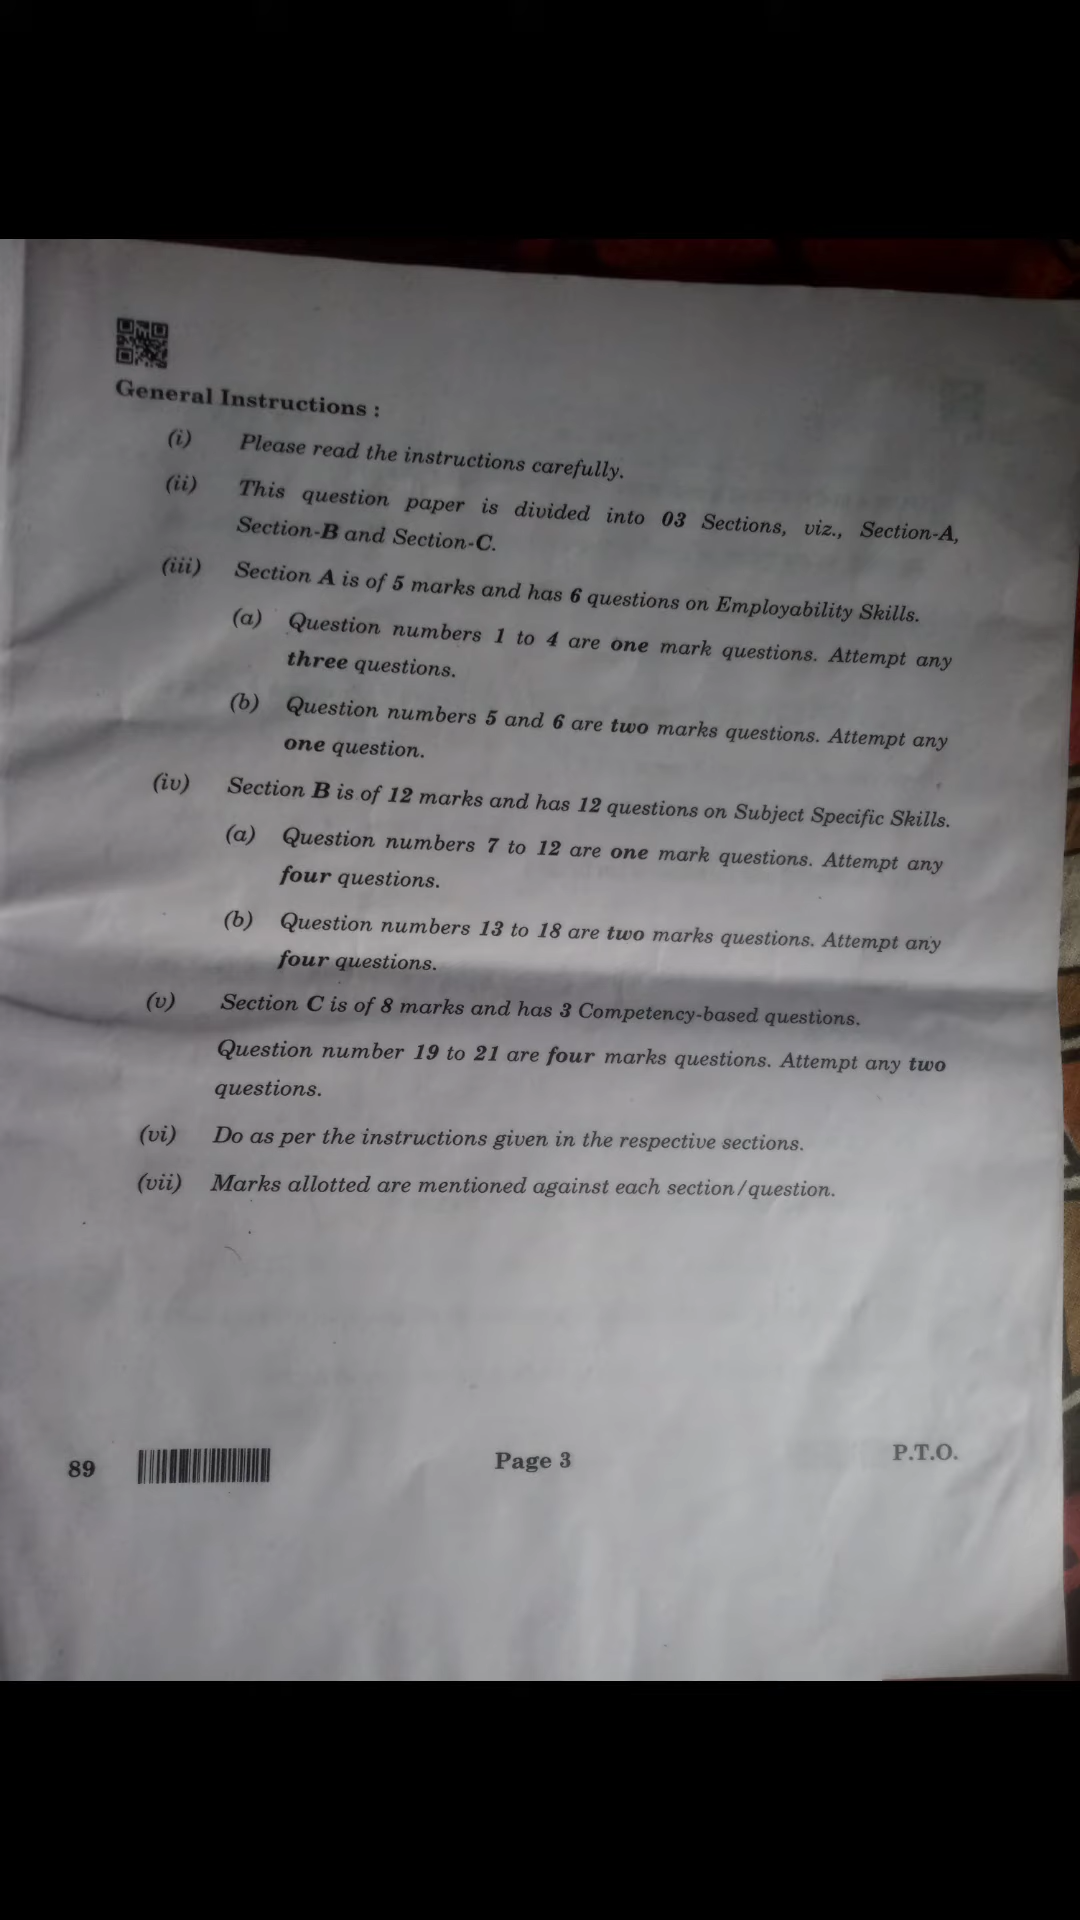 General Instructions :
(i) Please read the instructions carefully.
(ii) This question paper is divided into 03 Sections, viz., Section-A,
Section-B and Section-C.
(iii) Section A is of 5 marks and has 6 questions on Employability Skills.
(a) Question numbers 1 to 4 are one mark questions. Attempt any
three questions.
(b) Question numbers 5 and 6 are two marks questions. Attempt any
one question.
(iv) Section B is of 12 marks and has 12 questions on Subject Specific Skills.
(a) Question numbers 7 to 12 are one mark questions. Attempt any
four questions.
(b) Question numbers 13 to 18 are two marks questions. Attempt any
four questions.
(v) Section C is of 8 marks and has 3 Competency-based questions.
Question number 19 to 21 are four marks questions. Attempt any two
questions.
(vi) Do as per the instructions given in the respective sections.
(vii) Marks allotted are mentioned against each section/question.
89 Page 3 P.T.O.